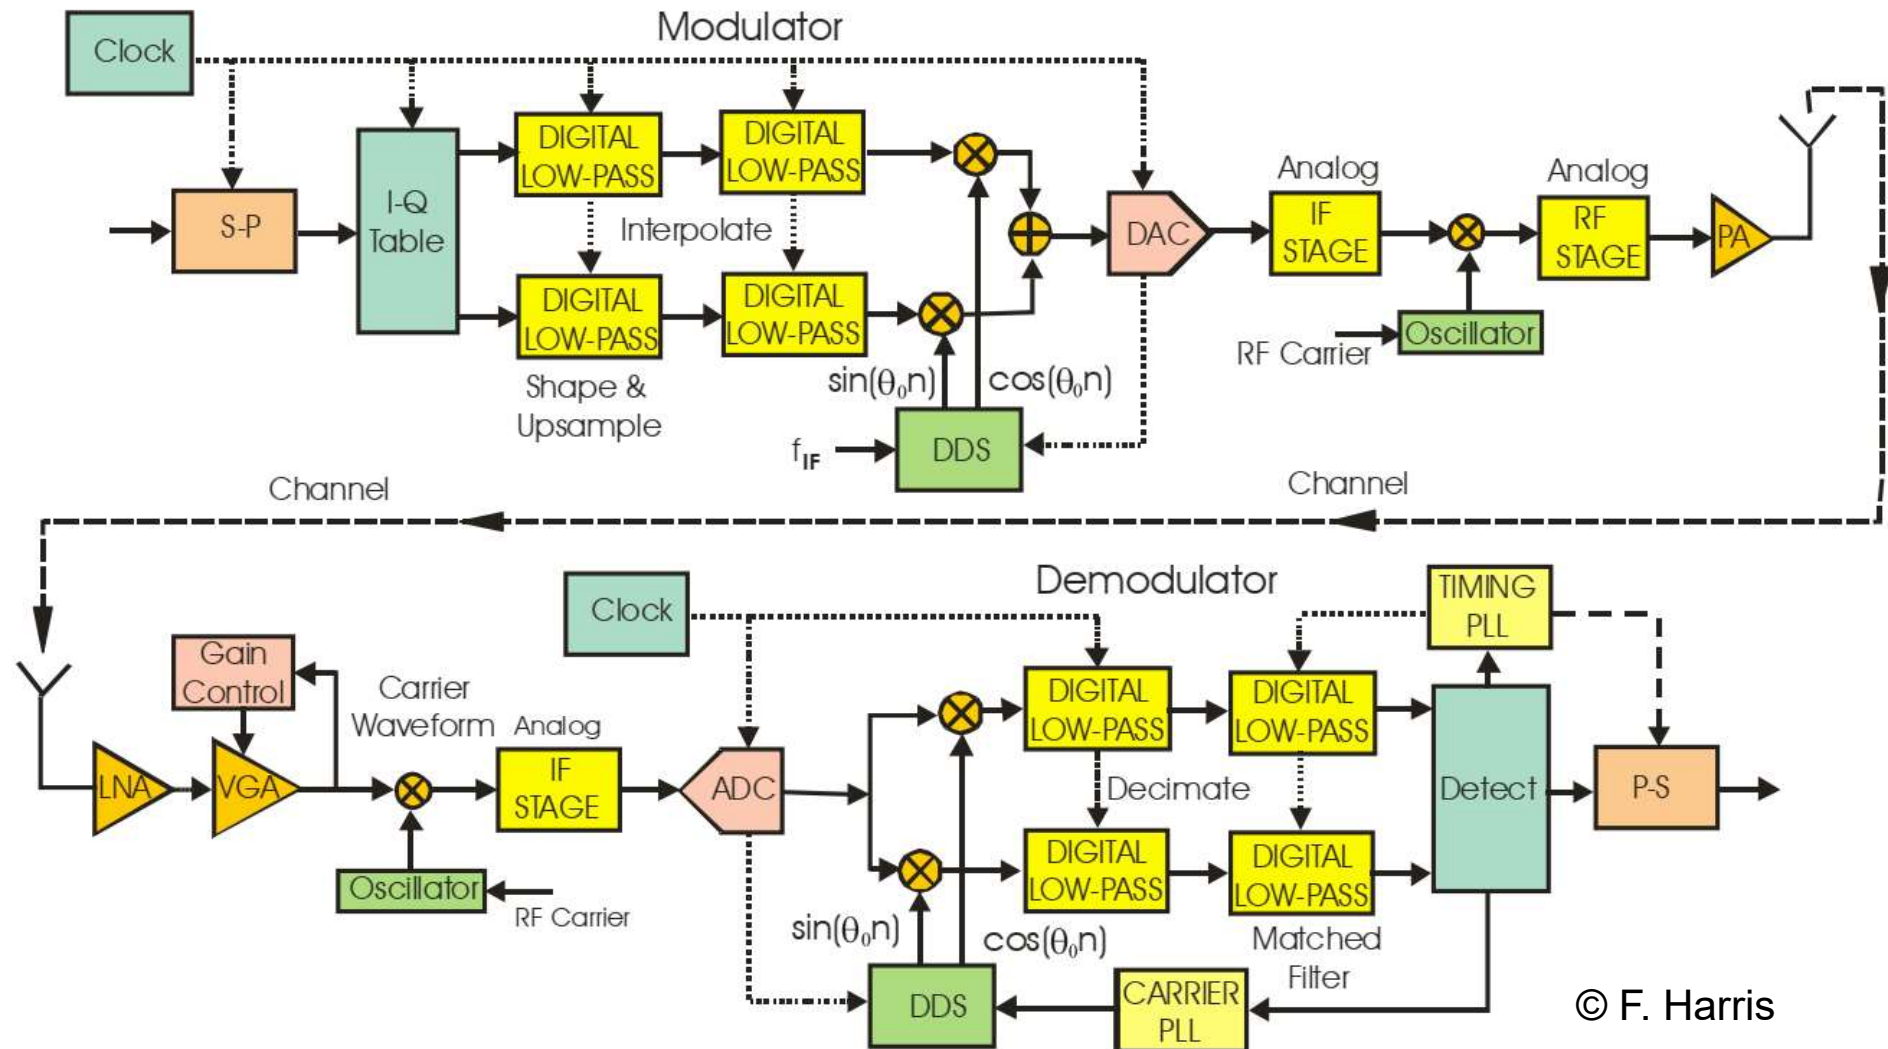 Modulator
Clock
S-P
I-Q
Table
DIGITAL
LOW-PASS
DIGITAL
LOW-PASS
Interpolate
DIGITAL
LOW-PASS
DIGITAL
LOW-PASS
Shape &
Upsample
sin(θ₀n)
cos(θ₀n)
f_IF
DDS
DAC
Analog
IF
STAGE
Analog
RF
STAGE
PA
RF Carrier
Oscillator
Channel
Channel
Demodulator
Clock
TIMING
PLL
Gain
Control
Carrier
Waveform
Analog
LNA
VGA
IF
STAGE
ADC
Oscillator
RF Carrier
DIGITAL
LOW-PASS
DIGITAL
LOW-PASS
Decimate
DIGITAL
LOW-PASS
DIGITAL
LOW-PASS
Matched
Filter
Detect
P-S
sin(θ₀n)
cos(θ₀n)
DDS
CARRIER
PLL
© F. Harris